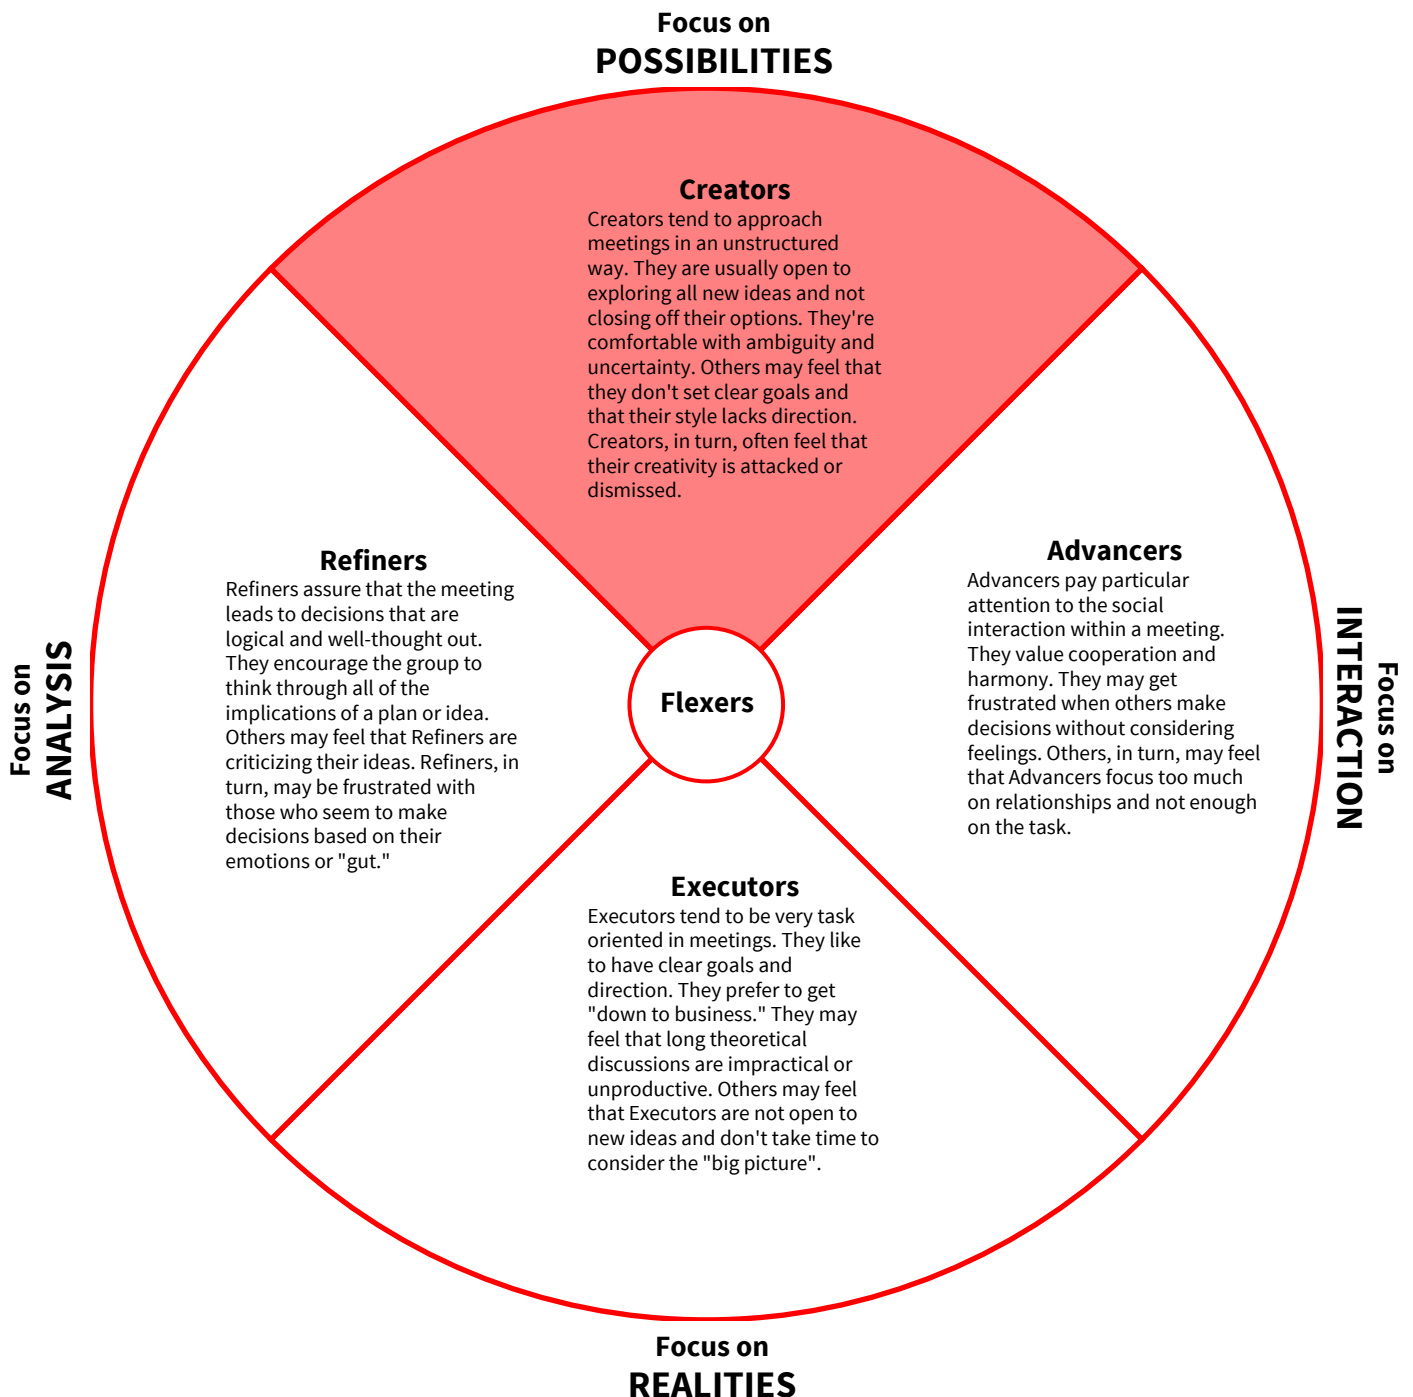 Focus on
POSSIBILITIES
Creators
Creators tend to approach
meetings in an unstructured
way. They are usually open to
exploring all new ideas and not
closing off their options. They're
comfortable with ambiguity and
uncertainty. Others may feel that
they don't set clear goals and
that their style lacks direction.
Creators, in turn, often feel that
their creativity is attacked or
dismissed.
Focus on
ANALYSIS
Refiners
Refiners assure that the meeting
leads to decisions that are
logical and well-thought out.
They encourage the group to
think through all of the
implications of a plan or idea.
Others may feel that Refiners are
criticizing their ideas. Refiners, in
turn, may be frustrated with
those who seem to make
decisions based on their
emotions or "gut."
Flexers
Advancers
Advancers pay particular
attention to the social
interaction within a meeting.
They value cooperation and
harmony. They may get
frustrated when others make
decisions without considering
feelings. Others, in turn, may feel
that Advancers focus too much
on relationships and not enough
on the task.
Focus on
INTERACTION
Executors
Executors tend to be very task
oriented in meetings. They like
to have clear goals and
direction. They prefer to get
"down to business." They may
feel that long theoretical
discussions are impractical or
unproductive. Others may feel
that Executors are not open to
new ideas and don't take time to
consider the "big picture".
Focus on
REALITIES